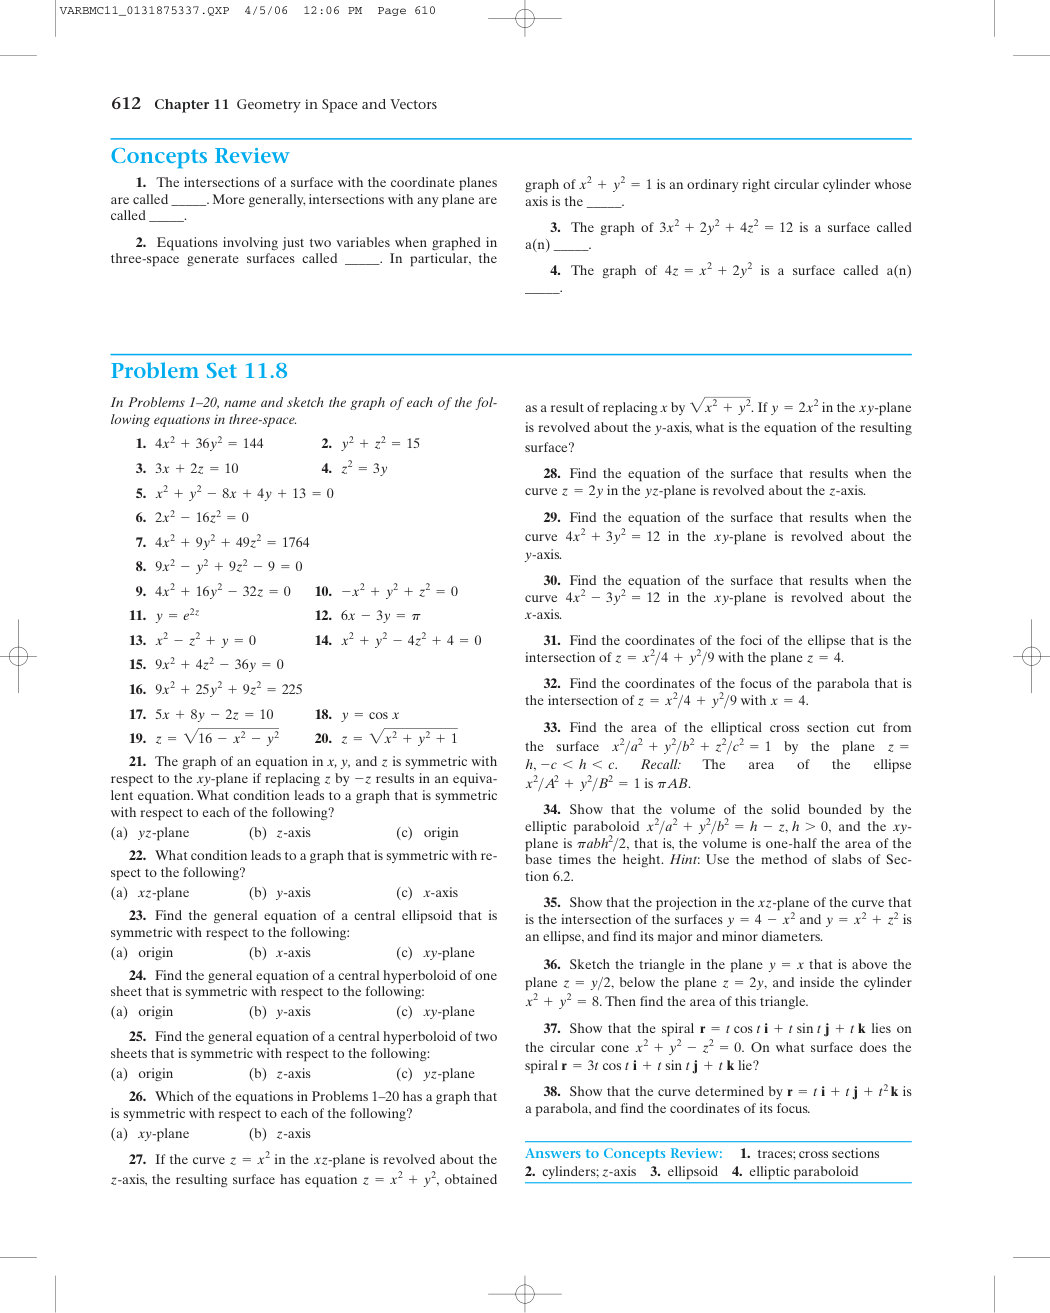 VARBMC11_0131875337.QXP 4/5/06 12:06 PM Page 610
612 Chapter 11 Geometry in Space and Vectors
Concepts Review
1. The intersections of a surface with the coordinate planes
are called _____. More generally, intersections with any plane are
called _____.
2. Equations involving just two variables when graphed in
three-space generate surfaces called _____. In particular, the
graph of x² + y² = 1 is an ordinary right circular cylinder whose
axis is the _____.
3. The graph of 3x² + 2y² + 4z² = 12 is a surface called
a(n) _____.
4. The graph of 4z = x² + 2y² is a surface called a(n)
_____.
Problem Set 11.8
In Problems 1–20, name and sketch the graph of each of the fol-
lowing equations in three-space.
1. 4x² + 36y² = 144 2. y² + z² = 15
3. 3x + 2z = 10 4. z² = 3y
5. x² + y² − 8x + 4y + 13 = 0
6. 2x² − 16z² = 0
7. 4x² + 9y² + 49z² = 1764
8. 9x² − y² + 9z² − 9 = 0
9. 4x² + 16y² − 32z = 0 10. −x² + y² + z² = 0
11. y = e²ᶻ 12. 6x − 3y = π
13. x² − z² + y = 0 14. x² + y² − 4z² + 4 = 0
15. 9x² + 4z² − 36y = 0
16. 9x² + 25y² + 9z² = 225
17. 5x + 8y − 2z = 10 18. y = cos x
19. z = √(16 − x² − y²) 20. z = √(x² + y² + 1)
21. The graph of an equation in x, y, and z is symmetric with
respect to the xy-plane if replacing z by −z results in an equiva-
lent equation. What condition leads to a graph that is symmetric
with respect to each of the following?
(a) yz-plane (b) z-axis (c) origin
22. What condition leads to a graph that is symmetric with re-
spect to the following?
(a) xz-plane (b) y-axis (c) x-axis
23. Find the general equation of a central ellipsoid that is
symmetric with respect to the following:
(a) origin (b) x-axis (c) xy-plane
24. Find the general equation of a central hyperboloid of one
sheet that is symmetric with respect to the following:
(a) origin (b) y-axis (c) xy-plane
25. Find the general equation of a central hyperboloid of two
sheets that is symmetric with respect to the following:
(a) origin (b) z-axis (c) yz-plane
26. Which of the equations in Problems 1–20 has a graph that
is symmetric with respect to each of the following?
(a) xy-plane (b) z-axis
27. If the curve z = x² in the xz-plane is revolved about the
z-axis, the resulting surface has equation z = x² + y², obtained
as a result of replacing x by √(x² + y²). If y = 2x² in the xy-plane
is revolved about the y-axis, what is the equation of the resulting
surface?
28. Find the equation of the surface that results when the
curve z = 2y in the yz-plane is revolved about the z-axis.
29. Find the equation of the surface that results when the
curve 4x² + 3y² = 12 in the xy-plane is revolved about the
y-axis.
30. Find the equation of the surface that results when the
curve 4x² − 3y² = 12 in the xy-plane is revolved about the
x-axis.
31. Find the coordinates of the foci of the ellipse that is the
intersection of z = x²/4 + y²/9 with the plane z = 4.
32. Find the coordinates of the focus of the parabola that is
the intersection of z = x²/4 + y²/9 with x = 4.
33. Find the area of the elliptical cross section cut from
the surface x²/a² + y²/b² + z²/c² = 1 by the plane z =
h, −c < h < c. Recall: The area of the ellipse
x²/A² + y²/B² = 1 is πAB.
34. Show that the volume of the solid bounded by the
elliptic paraboloid x²/a² + y²/b² = h − z, h > 0, and the xy-
plane is πabh²/2, that is, the volume is one-half the area of the
base times the height. Hint: Use the method of slabs of Sec-
tion 6.2.
35. Show that the projection in the xz-plane of the curve that
is the intersection of the surfaces y = 4 − x² and y = x² + z² is
an ellipse, and find its major and minor diameters.
36. Sketch the triangle in the plane y = x that is above the
plane z = y/2, below the plane z = 2y, and inside the cylinder
x² + y² = 8. Then find the area of this triangle.
37. Show that the spiral r = t cos t i + t sin t j + t k lies on
the circular cone x² + y² − z² = 0. On what surface does the
spiral r = 3t cos t i + t sin t j + t k lie?
38. Show that the curve determined by r = t i + t j + t² k is
a parabola, and find the coordinates of its focus.
Answers to Concepts Review: 1. traces; cross sections
2. cylinders; z-axis 3. ellipsoid 4. elliptic paraboloid